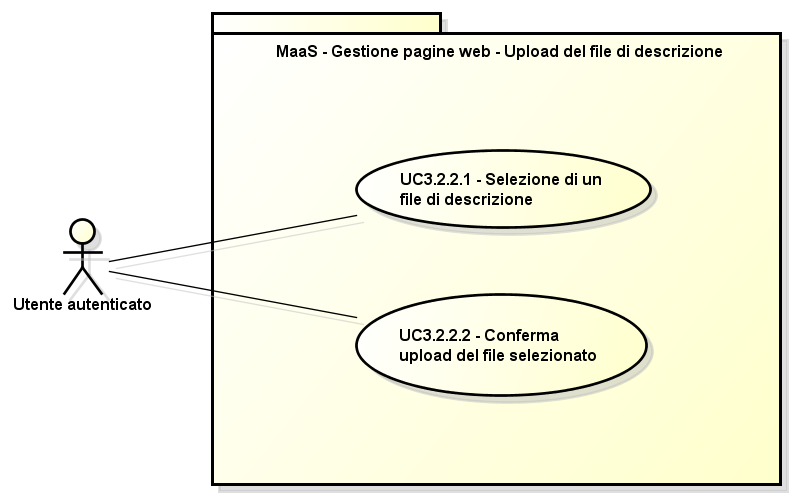 MaaS - Gestione pagine web - Upload del file di descrizione
UC3.2.2.1 - Selezione di un
file di descrizione
Utente autenticato
UC3.2.2.2 - Conferma
upload del file selezionato